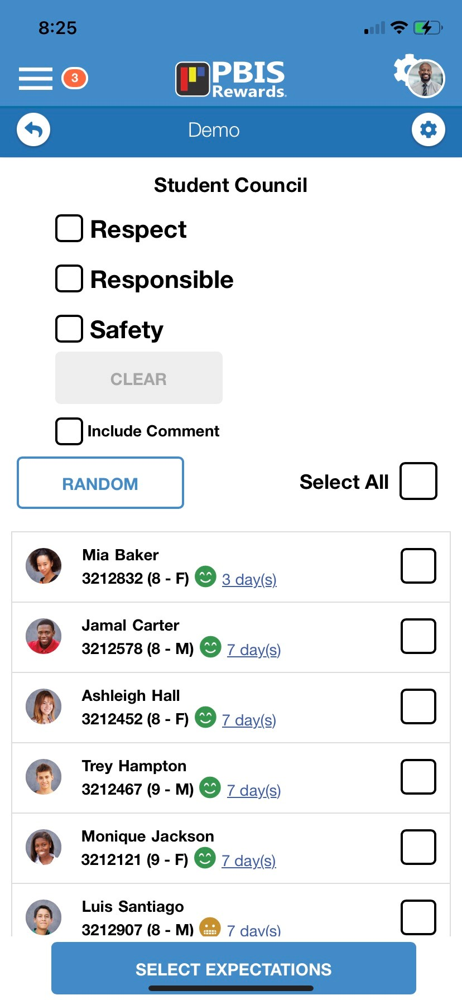 8:25
3
PBIS
Rewards.
Demo
Student Council
Respect
Responsible
Safety
CLEAR
Include Comment
RANDOM
Select All
Mia Baker
3212832 (8 - F) 3 day(s)
Jamal Carter
3212578 (8 - M) 7 day(s)
Ashleigh Hall
3212452 (8 - F) 7 day(s)
Trey Hampton
3212467 (9 - M) 7 day(s)
Monique Jackson
3212121 (9 - F) 7 day(s)
Luis Santiago
3212907 (8 - M) 7 day(s)
SELECT EXPECTATIONS